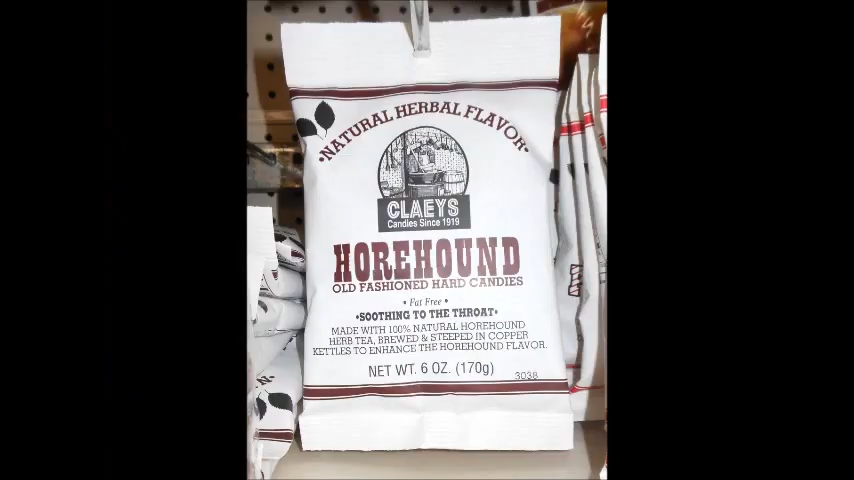 •NATURAL HERBAL FLAVOR•
CLAEYS
Candies Since 1919
HOREHOUND
OLD FASHIONED HARD CANDIES
• Fat Free •
•SOOTHING TO THE THROAT•
MADE WITH 100% NATURAL HOREHOUND
HERB TEA, BREWED & STEEPED IN COPPER
KETTLES TO ENHANCE THE HOREHOUND FLAVOR.
NET WT. 6 OZ. (170g)
3038